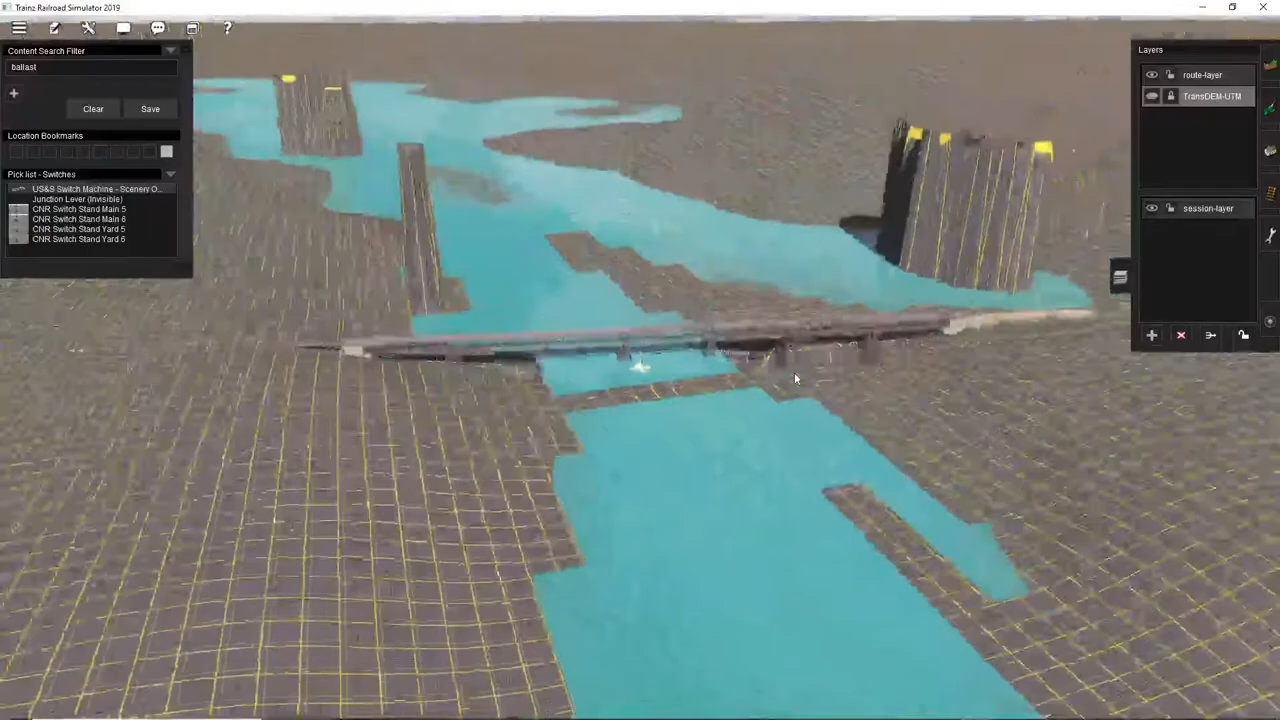 Trainz Railroad Simulator 2019
?
Content Search Filter
ballast
Clear
Save
Location Bookmarks
Pick list - Switches
US&S Switch Machine - Scenery O...
Junction Lever (Invisible)
CNR Switch Stand Main 5
CNR Switch Stand Main 6
CNR Switch Stand Yard 5
CNR Switch Stand Yard 6
Layers
route-layer
TransDEM-UTM
session-layer